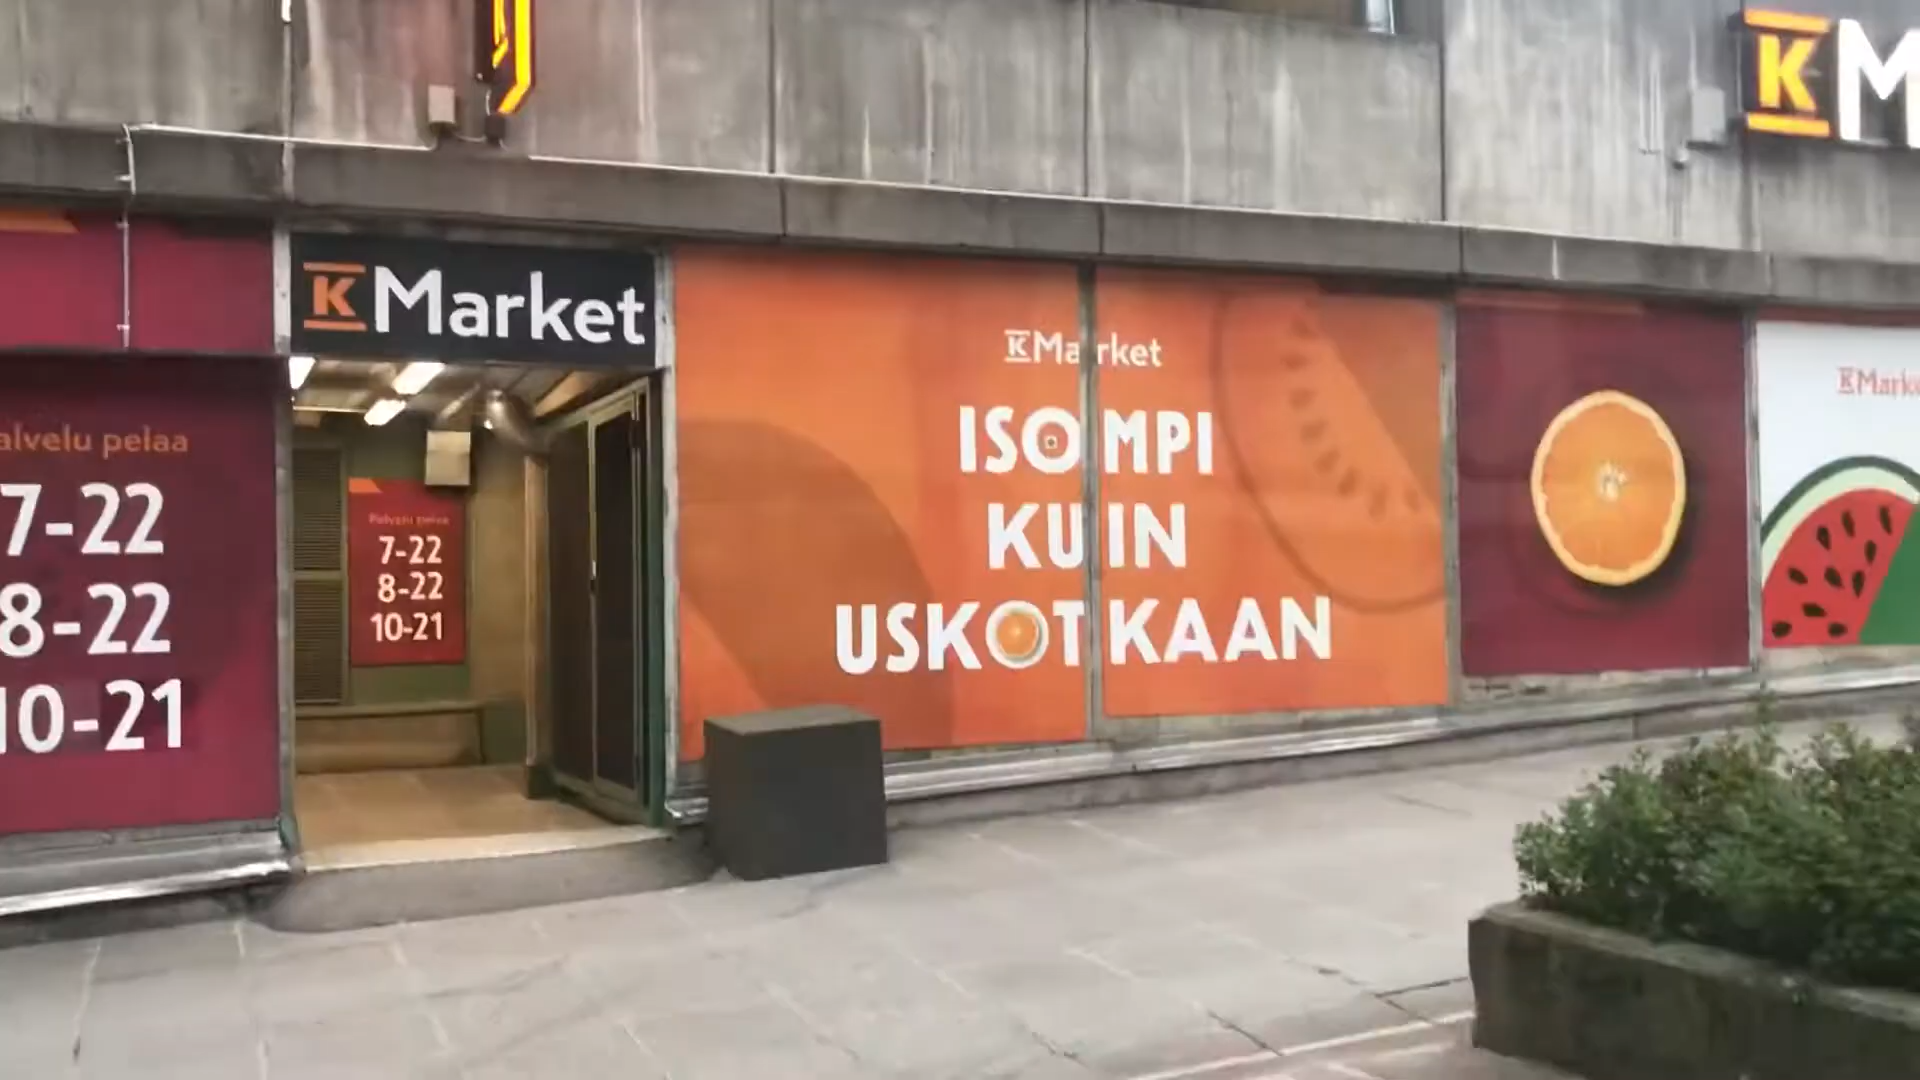 K
M
K Market
alvelu pelaa
7-22
8-22
10-21
Palvelu pelaa
7-22
8-22
10-21
K Market
ISOMPI
KUIN
USKOTKAAN
K Marke